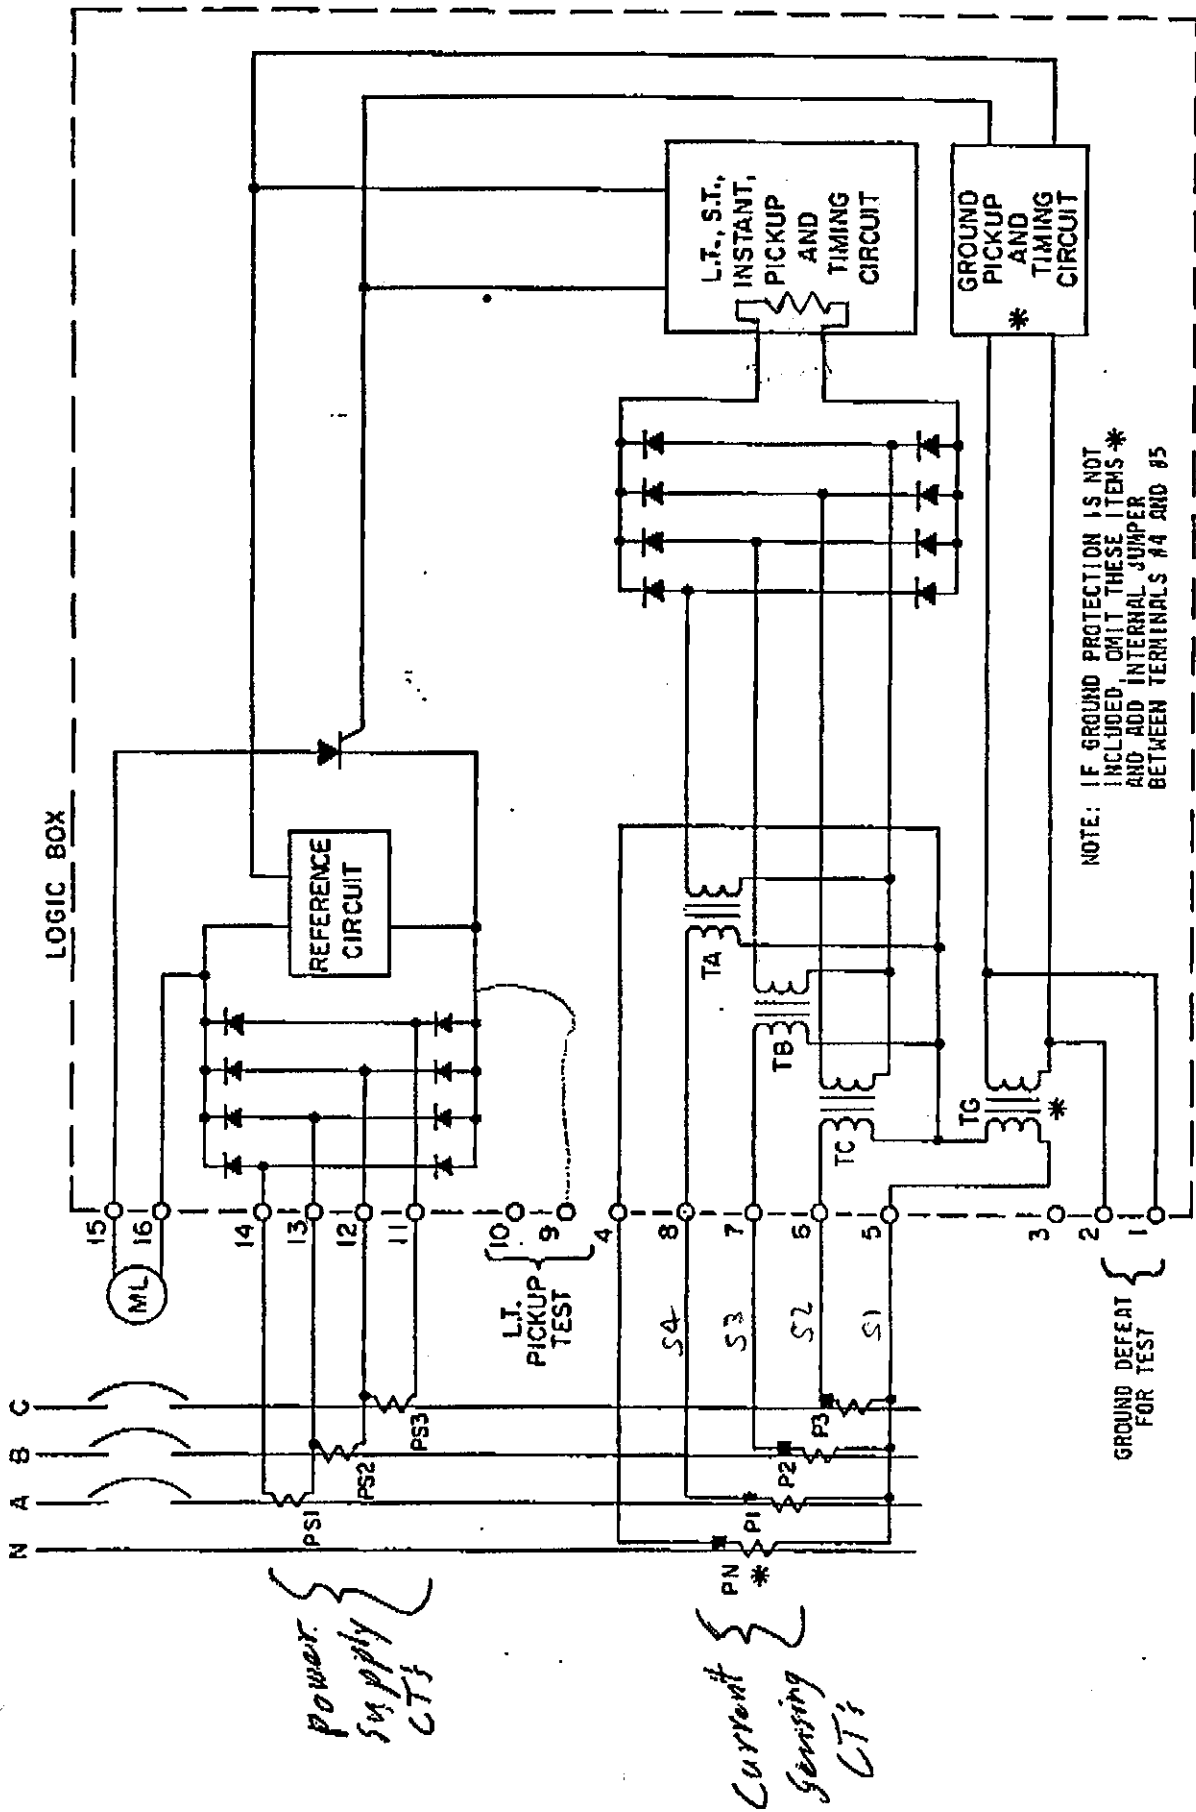 LOGIC BOX
15
16
ML
14
13
12
11
10
9
L.T.
PICKUP
TEST
4
8
7
6
5
3
2
1
GROUND DEFEAT
FOR TEST
N
A
B
C
PS1
PS2
PS3
PN
*
P1
P2
P3
S4
S3
S2
S1
Power
Supply
CT's
Current
Sensing
CT's
REFERENCE
CIRCUIT
TA
TB
TC
TG
*
L.T., S.T.,
INSTANT,
PICKUP
AND
TIMING
CIRCUIT
GROUND
PICKUP
AND
TIMING
CIRCUIT
*
NOTE: IF GROUND PROTECTION IS NOT
INCLUDED, OMIT THESE ITEMS *
AND ADD INTERNAL JUMPER
BETWEEN TERMINALS #4 AND #5